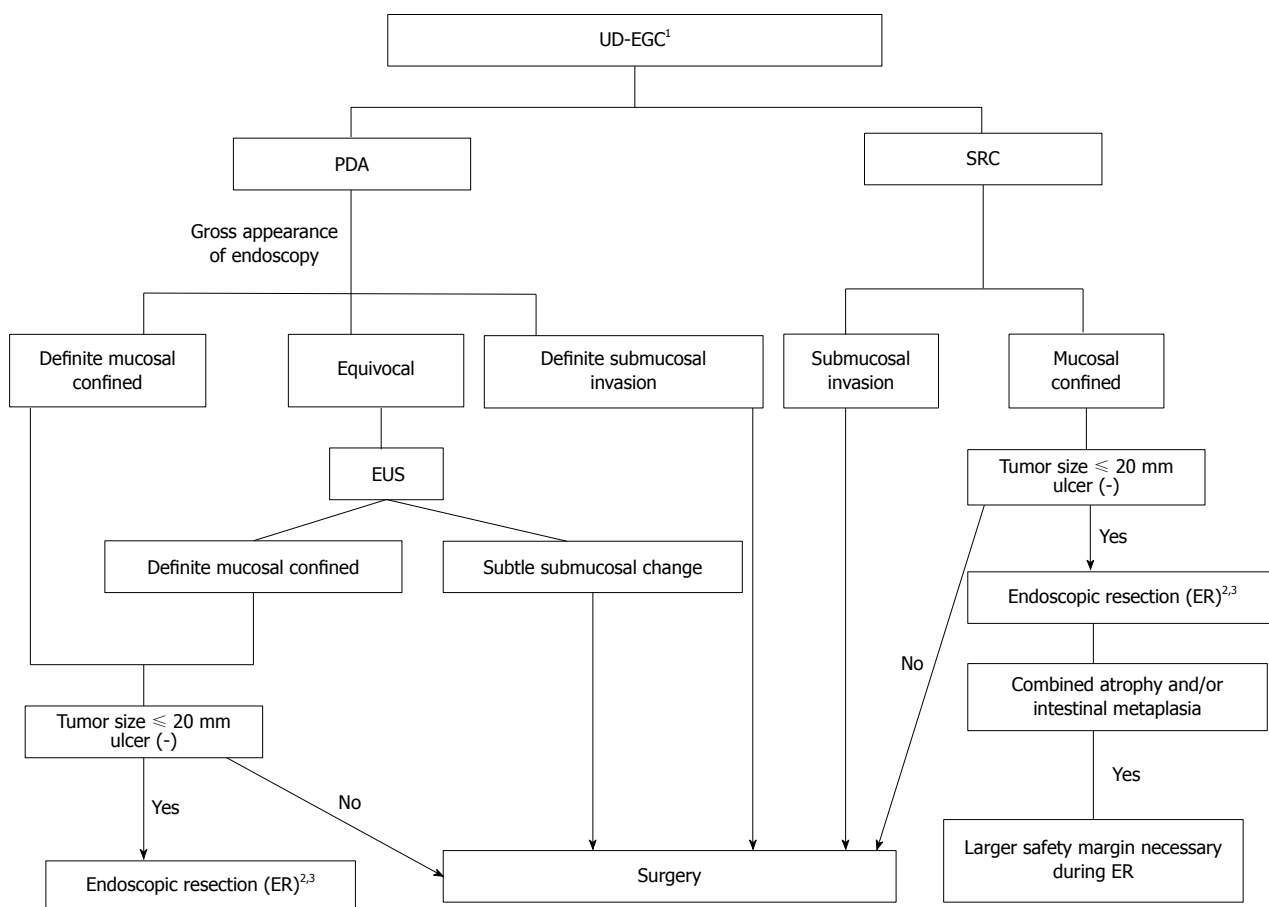 UD-EGC¹
PDA
SRC
Gross appearance
of endoscopy
Definite mucosal
confined
Equivocal
Definite submucosal
invasion
Submucosal
invasion
Mucosal
confined
EUS
Tumor size ≤ 20 mm
ulcer (-)
Yes
Definite mucosal confined
Subtle submucosal change
Endoscopic resection (ER)²,³
No
Combined atrophy and/or
intestinal metaplasia
Tumor size ≤ 20 mm
ulcer (-)
Yes
Yes
No
Larger safety margin necessary
during ER
Endoscopic resection (ER)²,³
Surgery